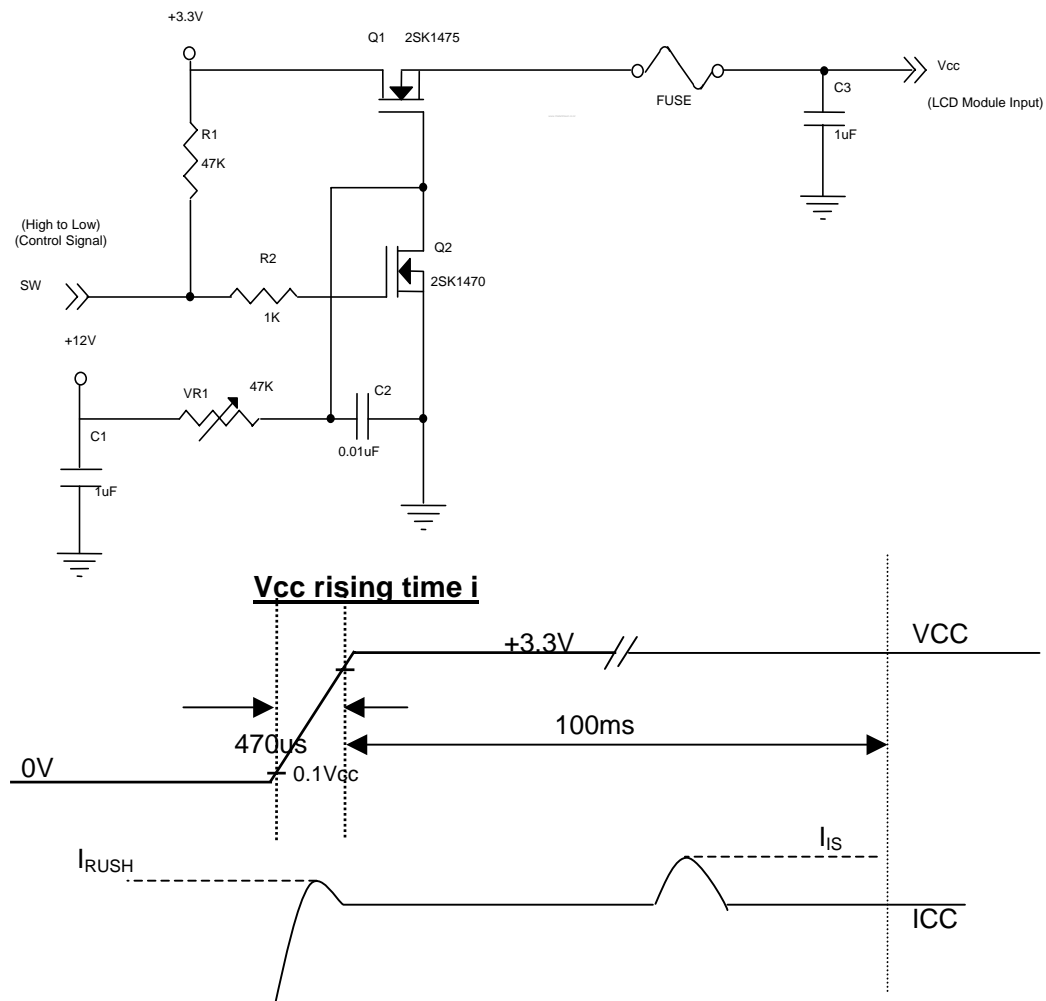 +3.3V
Q1 2SK1475
Vcc
FUSE
C3
(LCD Module Input)
R1
47K
1uF
(High to Low)
(Control Signal)
Q2
R2
SW
2SK1470
1K
+12V
VR1
47K
C2
C1
0.01uF
1uF
Vcc rising time i
+3.3V
VCC
470us
100ms
0V
0.1Vcc
IRUSH
IIS
ICC